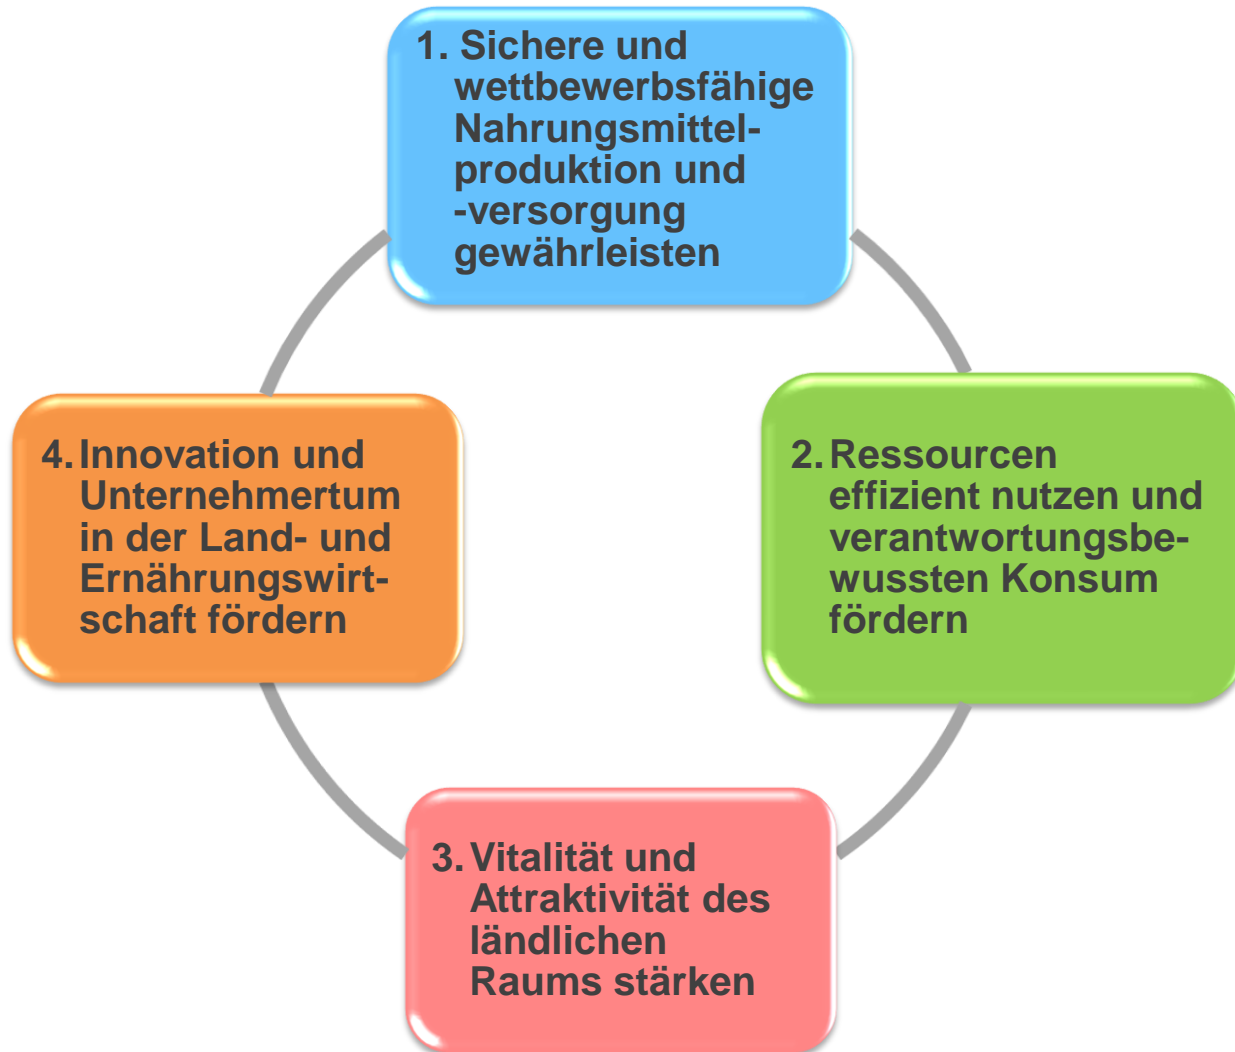 1. Sichere und
wettbewerbsfähige
Nahrungsmittel-
produktion und
-versorgung
gewährleisten
2. Ressourcen
effizient nutzen und
verantwortungsbe-
wussten Konsum
fördern
3. Vitalität und
Attraktivität des
ländlichen
Raums stärken
4. Innovation und
Unternehmertum
in der Land- und
Ernährungswirt-
schaft fördern